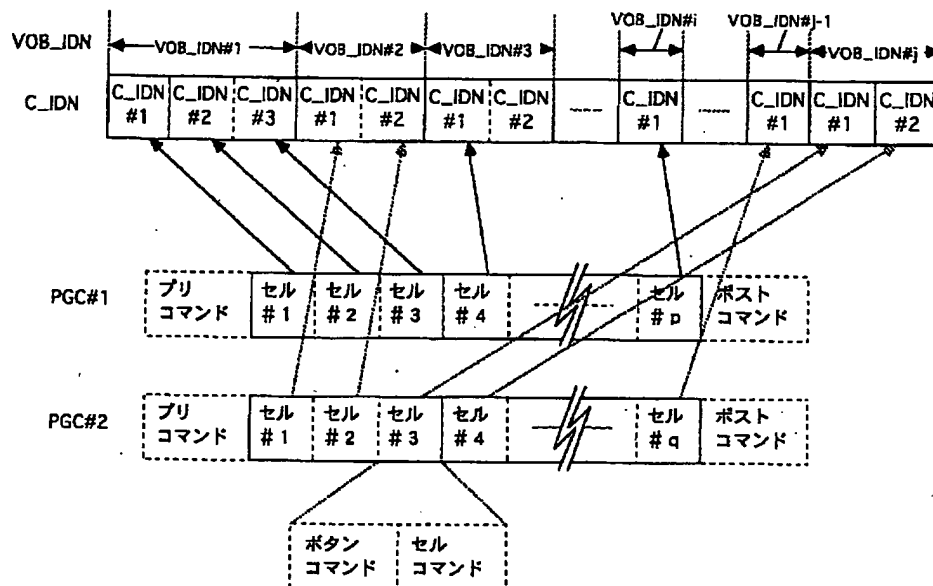 VOB_IDN#i VOB_IDN#j-1
VOB_IDN VOB_IDN#1 VOB_IDN#2 VOB_IDN#3 VOB_IDN#j
C_IDN C_IDN C_IDN C_IDN C_IDN C_IDN C_IDN C_IDN C_IDN C_IDN C_IDN C_IDN
#1 #2 #3 #1 #2 #1 #2 #1 #1 #1 #2
PGC#1
プリ セル セル セル セル セル ポスト
コマンド #1 #2 #3 #4 #p コマンド
PGC#2
プリ セル セル セル セル セル ポスト
コマンド #1 #2 #3 #4 #q コマンド
ボタン セル
コマンド コマンド